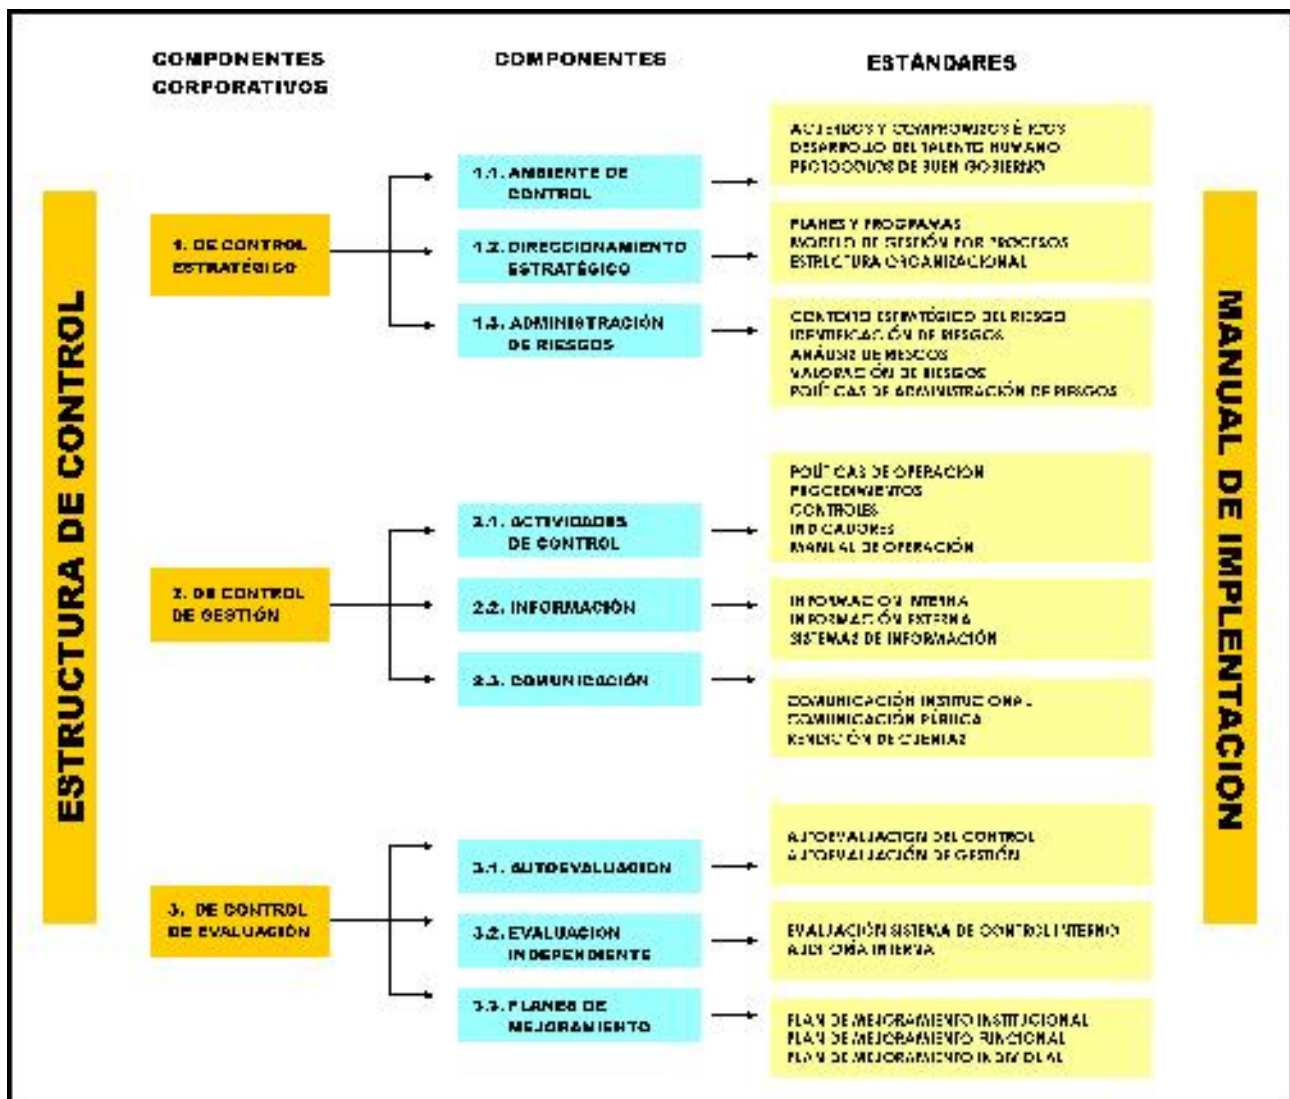 COMPONENTES
CORPORATIVOS
COMPONENTES
ESTÁNDARES
ESTRUCTURA DE CONTROL
1. DE CONTROL
ESTRATÉGICO
1.1. AMBIENTE DE
CONTROL
ACUERDOS Y COMPROMIZOS ÉTICOS
DESARROLLO DEL TALENTO HUMANO
PROTOCOLOS DE BUEN GOBIERNO
1.2. DIRECCIONAMIENTO
ESTRATÉGICO
PLANES Y PROGRAMAS
MODELO DE GESTIÓN POR PROCESOS
ESTRUCTURA ORGANIZACIONAL
1.3. ADMINISTRACIÓN
DE RIESGOS
CONTEXTO ESTRATÉGICO DEL RIESGO
IDENTIFICACIÓN DE RIESGOS
ANÁLISIS DE RIESGOS
VALORACIÓN DE RIESGOS
POLÍTICAS DE ADMINISTRACIÓN DE RIESGOS
2. DE CONTROL
DE GESTIÓN
2.1. ACTIVIDADES
DE CONTROL
POLÍTICAS DE OPERACION
PROCEDIMIENTOS
CONTROLES
INDICADORES
MANUAL DE OPERACIÓN
2.2. INFORMACIÓN
INFORMACION INTERNA
INFORMACIÓN EXTERNA
SISTEMAS DE INFORMACIÓN
2.3. COMUNICACIÓN
COMUNICACIÓN INSTITUCIONAL
COMUNICACIÓN PÚBLICA
RENDICIÓN DE CUENTAS
3. DE CONTROL
DE EVALUACIÓN
3.1. AUTOEVALUACION
AUTOEVALUACION DEL CONTROL
AUTOEVALUACIÓN DE GESTIÓN
3.2. EVALUACION
INDEPENDIENTE
EVALUACIÓN SISTEMA DE CONTROL INTERNO
AUDITORÍA INTERNA
3.3. PLANES DE
MEJORAMIENTO
PLAN DE MEJORAMIENTO INSTITUCIONAL
PLAN DE MEJORAMIENTO FUNCIONAL
PLAN DE MEJORAMIENTO INDIVIDUAL
MANUAL DE IMPLENTACION